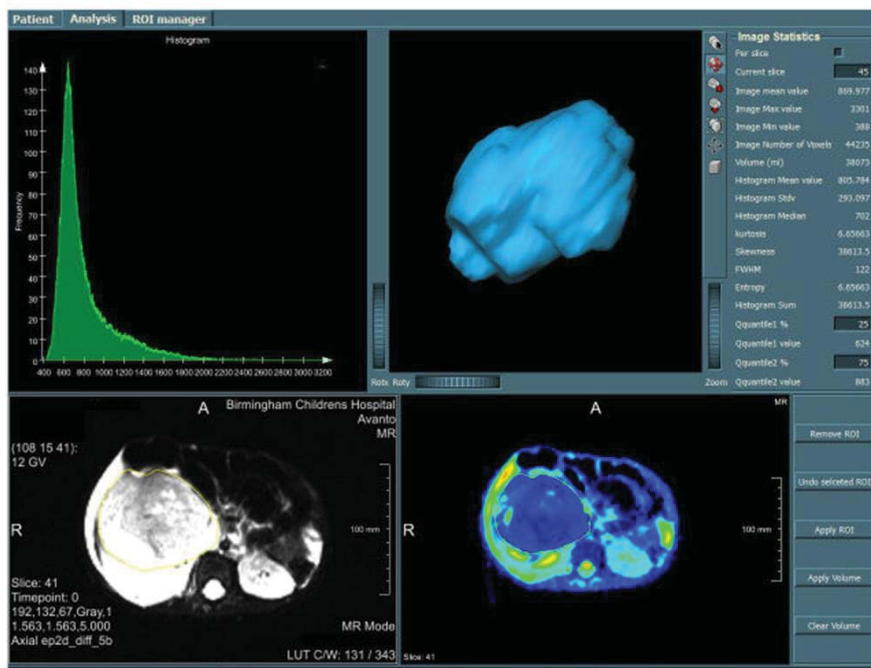 Patient Analysis ROI manager
Histogram
Frequency
140
130
120
110
100
90
80
70
60
50
40
30
20
10
0
400 600 800 1000 1200 1400 1600 1800 2000 2200 2400 2600 2800 3000 3200
Rotx Roty Zoom
Image Statistics
Per slice
Current slice 45
Image mean value 869.977
Image Max value 3301
Image Min value 388
Image Number of Voxels 44235
Volume (ml) 38073
Histogram Mean value 805.784
Histogram Stdv 293.097
Histogram Median 702
kurtosis 6.65663
Skewness 38613.5
FWHM 122
Entropy 6.65663
Histogram Sum 38613.5
Qquantile1 % 25
Qquantile1 value 624
Qquantile2 % 75
Qquantile2 value 883
A
Birmingham Childrens Hospital
Avanto
MR
(108 15 41):
12 GV
R
100 mm
Slice: 41
Timepoint: 0
192,132,67,Gray,1
1.563,1.563,5.000
Axial ep2d_diff_5b
MR Mode
LUT C/W: 131 / 343
A
MR
R
100 mm
Slice: 41
Remove ROI
Undo selceted ROI
Apply ROI
Apply Volume
Clear Volume